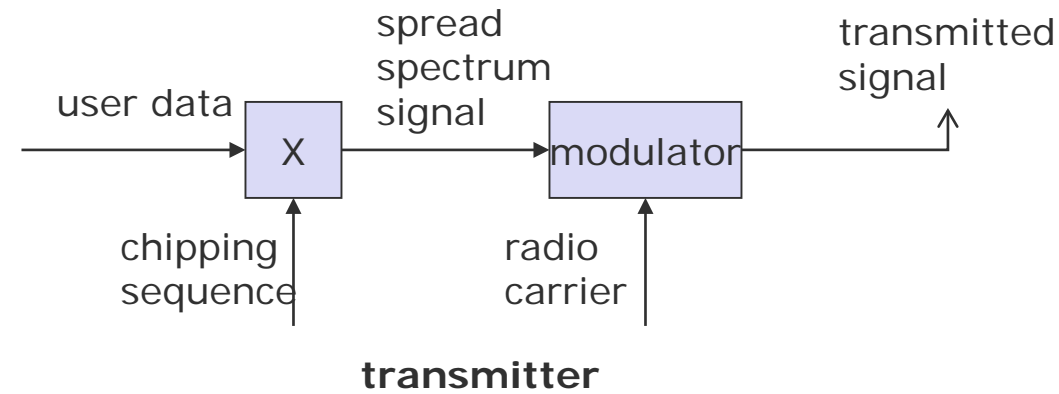 spread
spectrum
signal
transmitted
signal
user data
X
modulator
chipping
sequence
radio
carrier
transmitter